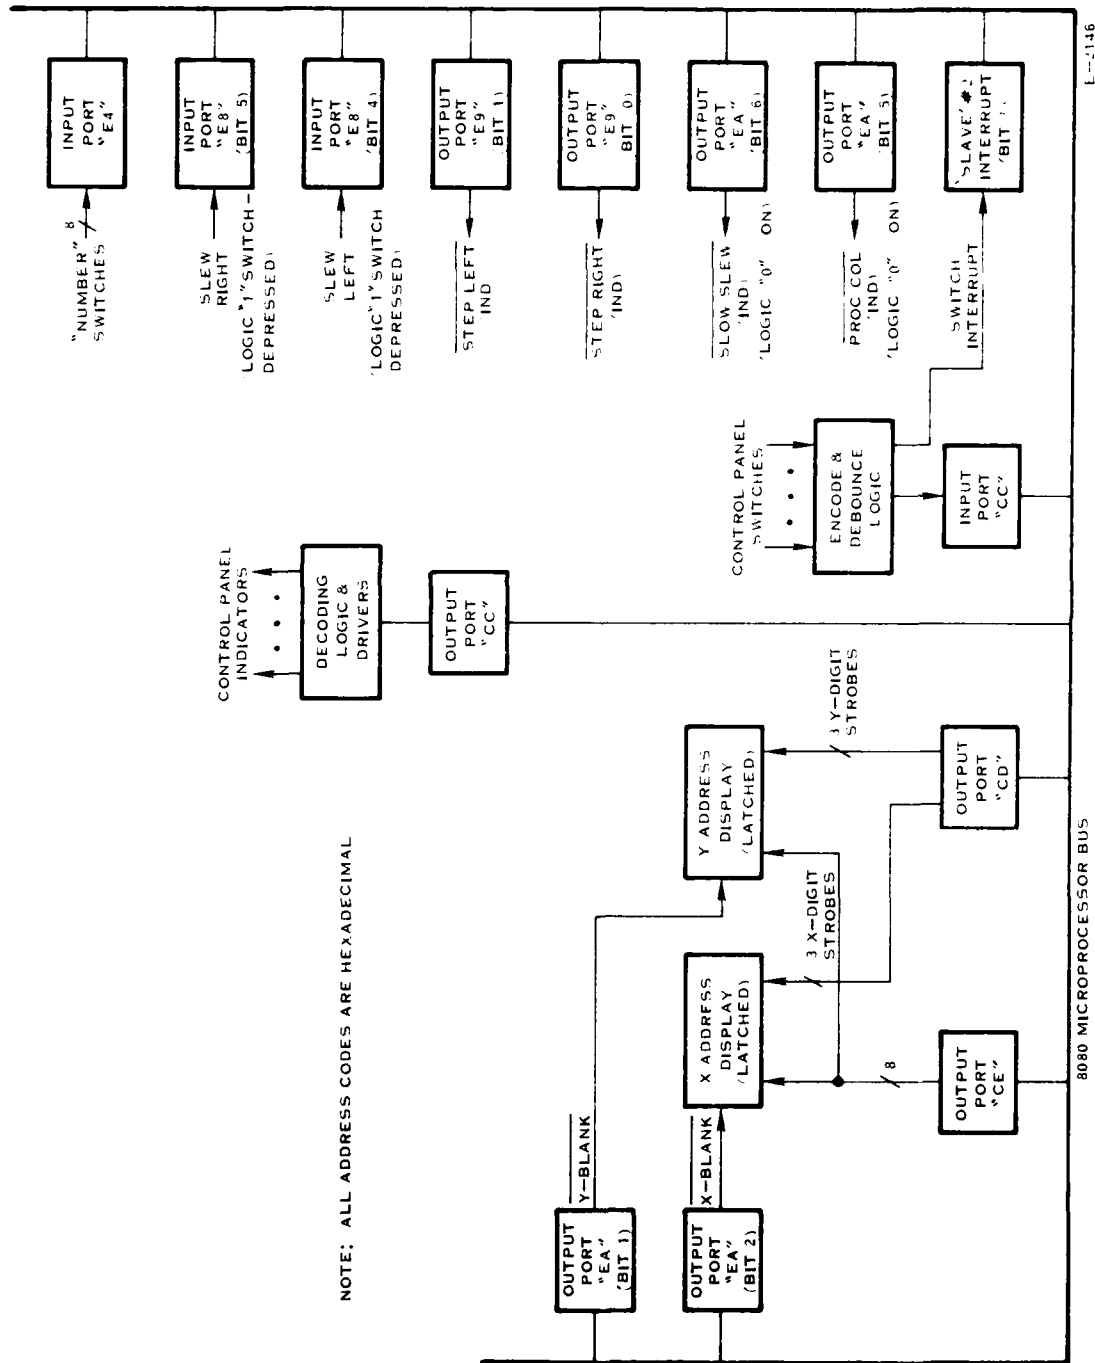 "NUMBER"
SWITCHES
8
INPUT
PORT
"E4"
SLEW
RIGHT
LOGIC "1" SWITCH –
DEPRESSED)
INPUT
PORT
"E8"
(BIT 5)
SLEW
LEFT
(LOGIC "1" SWITCH
DEPRESSED)
INPUT
PORT
"E8"
(BIT 4)
STEP LEFT
IND
OUTPUT
PORT
"E9"
BIT 1)
STEP RIGHT
(IND)
OUTPUT
PORT
"E9"
BIT 0)
SLOW SLEW
(IND)
(LOGIC "0" ON)
OUTPUT
PORT
"EA"
(BIT 6)
PROC COL
(IND)
(LOGIC "0" ON)
OUTPUT
PORT
"EA"
(BIT 5)
SWITCH
INTERRUPT
"SLAVE" #
INTERRUPT
(BIT
CONTROL PANEL
SWITCHES
ENCODE &
DEBOUNCE
LOGIC
INPUT
PORT
"CC"
CONTROL PANEL
INDICATORS
DECODING
LOGIC &
DRIVERS
OUTPUT
PORT
"CC"
NOTE: ALL ADDRESS CODES ARE HEXADECIMAL
Y ADDRESS
DISPLAY
(LATCHED)
3 Y–DIGIT
STROBES
OUTPUT
PORT
"CD"
X ADDRESS
DISPLAY
(LATCHED)
3 X–DIGIT
STROBES
8
OUTPUT
PORT
"CE"
Y–BLANK
OUTPUT
PORT
"EA"
(BIT 1)
X–BLANK
OUTPUT
PORT
"EA"
(BIT 2)
8080 MICROPROCESSOR BUS